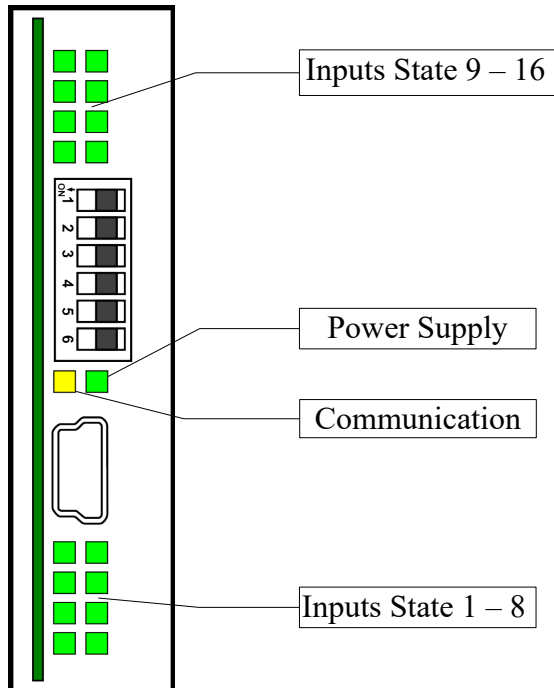 Inputs State 9 – 16
ON
1
2
3
4
5
6
Power Supply
Communication
Inputs State 1 – 8